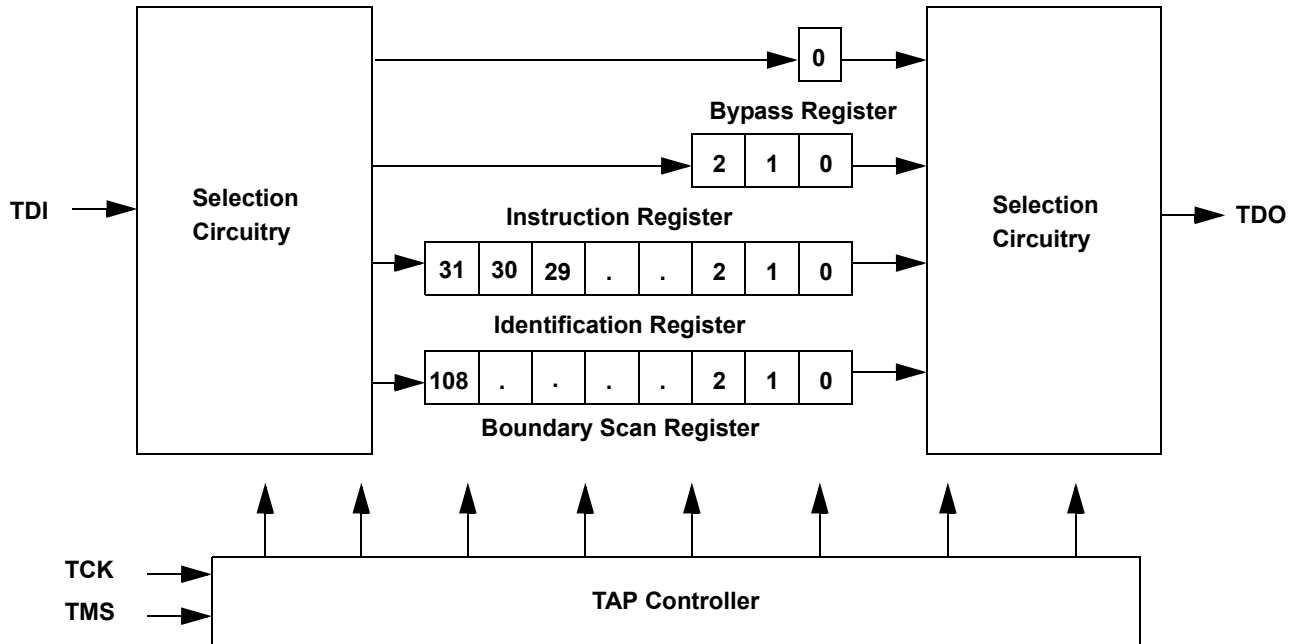 0
Bypass Register
2 1 0
Selection
Circuitry
TDI
Selection
Circuitry
TDO
Instruction Register
31 30 29 . . 2 1 0
Identification Register
108 . . . . 2 1 0
Boundary Scan Register
TCK
TMS
TAP Controller